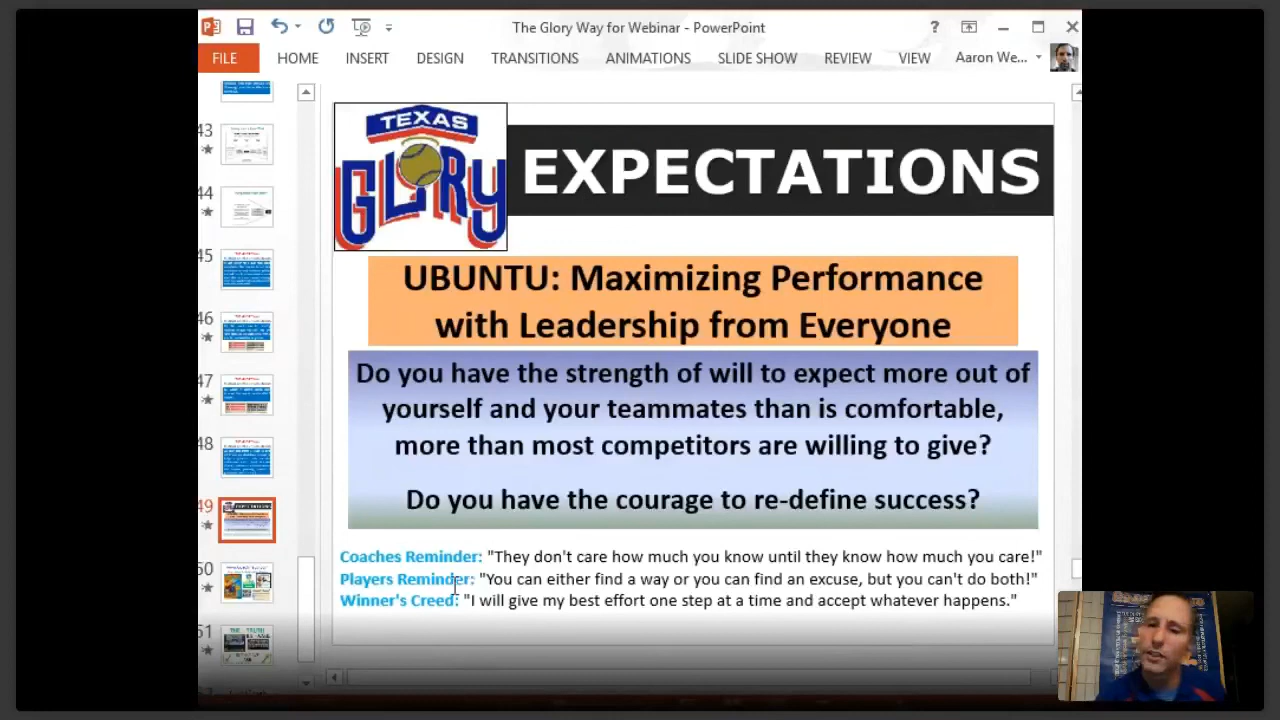 The Glory Way for Webinar - PowerPoint
?
FILE HOME INSERT DESIGN TRANSITIONS ANIMATIONS SLIDE SHOW REVIEW VIEW Aaron We...
43
44
45
46
47
48
49
50
51
TEXAS
GLORY
EXPECTATIONS
UBUNTU: Maximizing Performance
with Leadership from Everyone
Do you have the strength of will to expect more out of
yourself and your teammates than is comfortable,
more than most competitors are willing to give?
Do you have the courage to re-define success?
Coaches Reminder: "They don't care how much you know until they know how much you care!"
Players Reminder: "You can either find a way or you can find an excuse, but you can't do both!"
Winner's Creed: "I will give my best effort one step at a time and accept whatever happens."